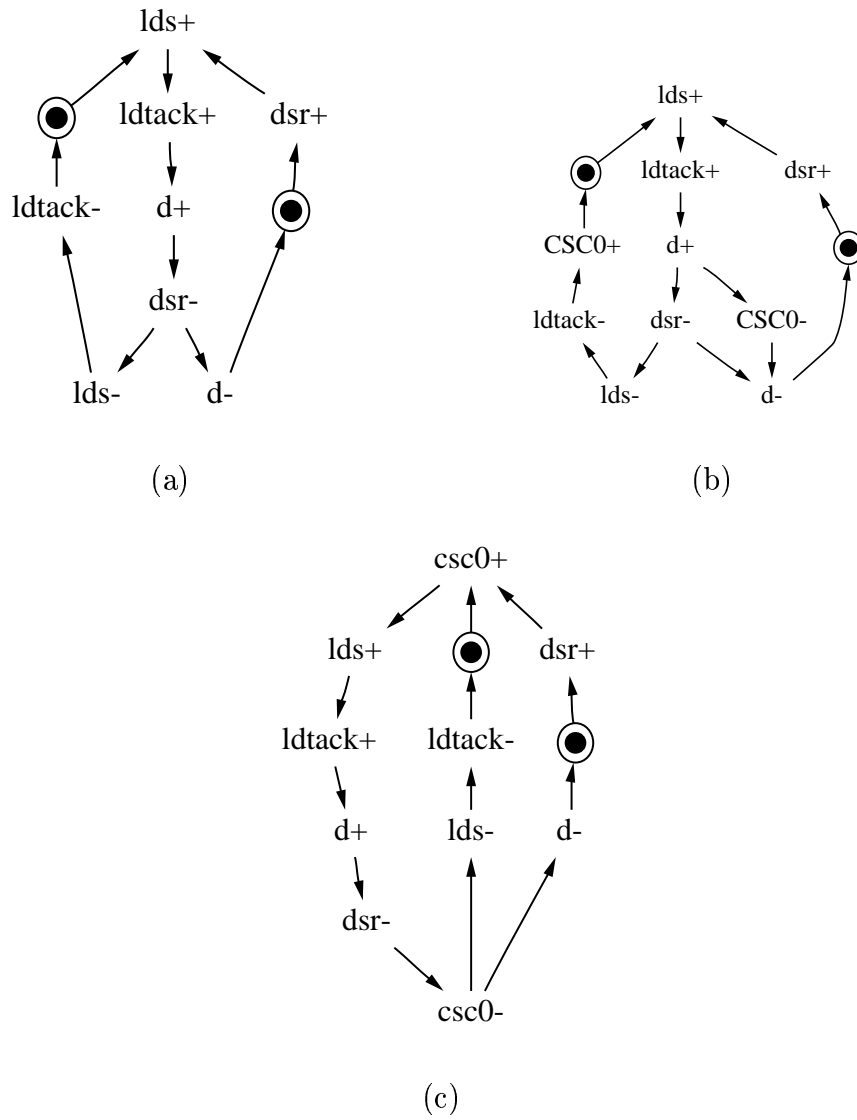 lds+
ldtack+ dsr+
ldtack- d+
dsr-
lds- d-
(a)
lds+
ldtack+ dsr+
CSC0+ d+
ldtack- dsr- CSC0-
lds- d-
(b)
csc0+
lds+ dsr+
ldtack+ ldtack-
d+ lds- d-
dsr-
csc0-
(c)